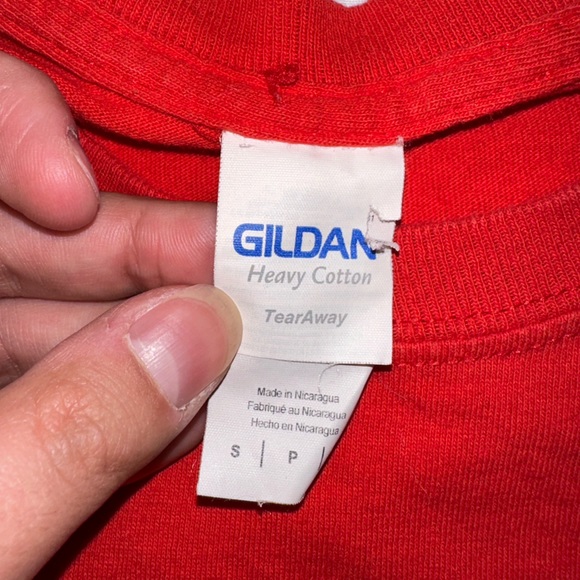 GILDAN
Heavy Cotton
TearAway
Made in Nicaragua
Fabriqué au Nicaragua
Hecho en Nicaragua
S | P |